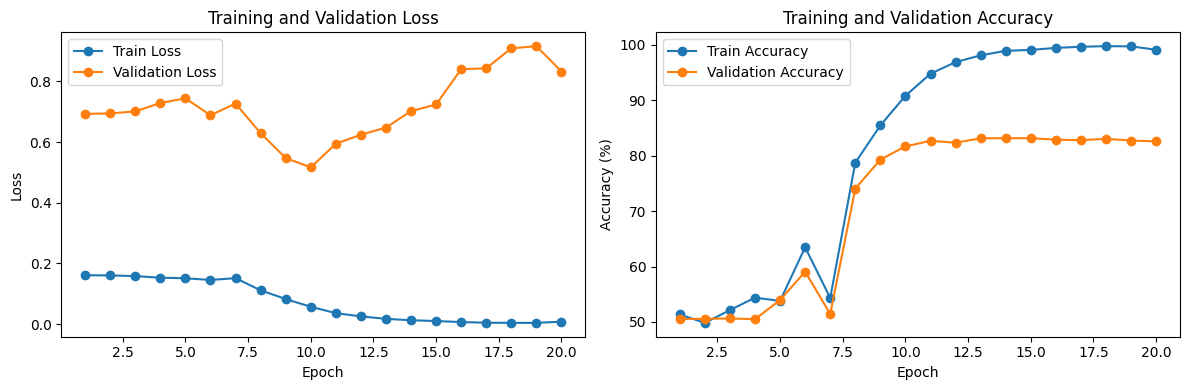 Training and Validation Loss
Train Loss
Validation Loss
Loss
0.8
0.6
0.4
0.2
0.0
2.5 5.0 7.5 10.0 12.5 15.0 17.5 20.0
Epoch
Training and Validation Accuracy
Train Accuracy
Validation Accuracy
Accuracy (%)
100
90
80
70
60
50
2.5 5.0 7.5 10.0 12.5 15.0 17.5 20.0
Epoch